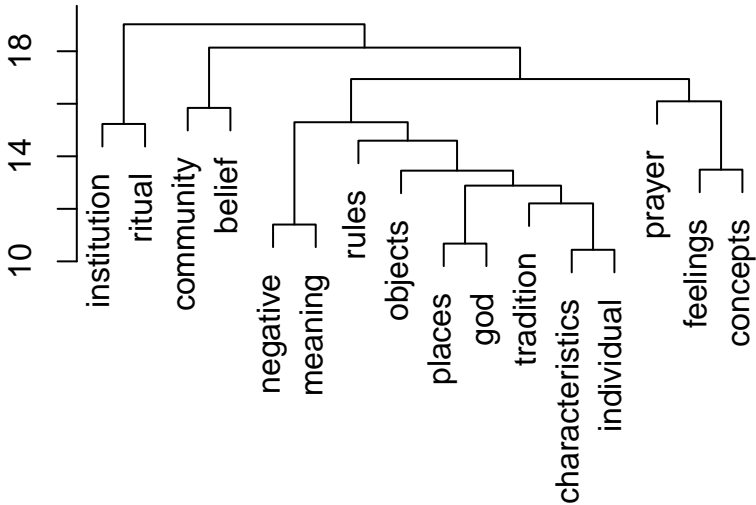 18
14
10
institution
ritual
community
belief
negative
meaning
rules
objects
places
god
tradition
characteristics
individual
prayer
feelings
concepts